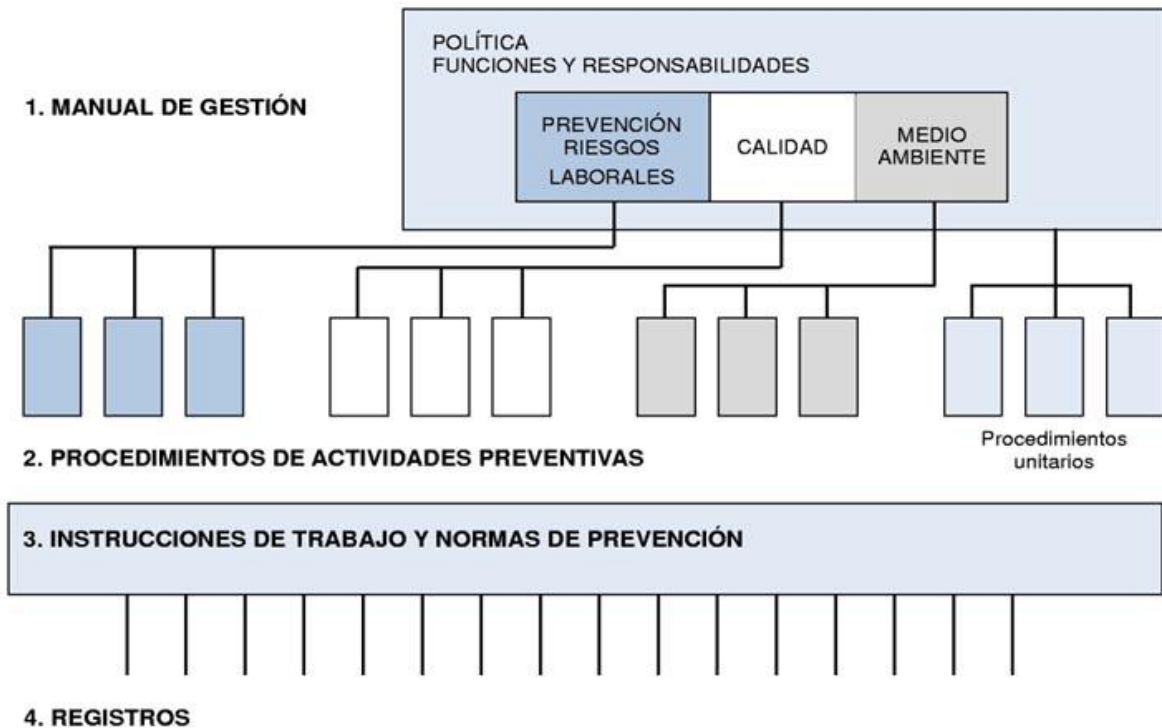 POLÍTICA
FUNCIONES Y RESPONSABILIDADES
1. MANUAL DE GESTIÓN
PREVENCIÓN
RIESGOS
LABORALES
CALIDAD
MEDIO
AMBIENTE
Procedimientos
unitarios
2. PROCEDIMIENTOS DE ACTIVIDADES PREVENTIVAS
3. INSTRUCCIONES DE TRABAJO Y NORMAS DE PREVENCIÓN
4. REGISTROS